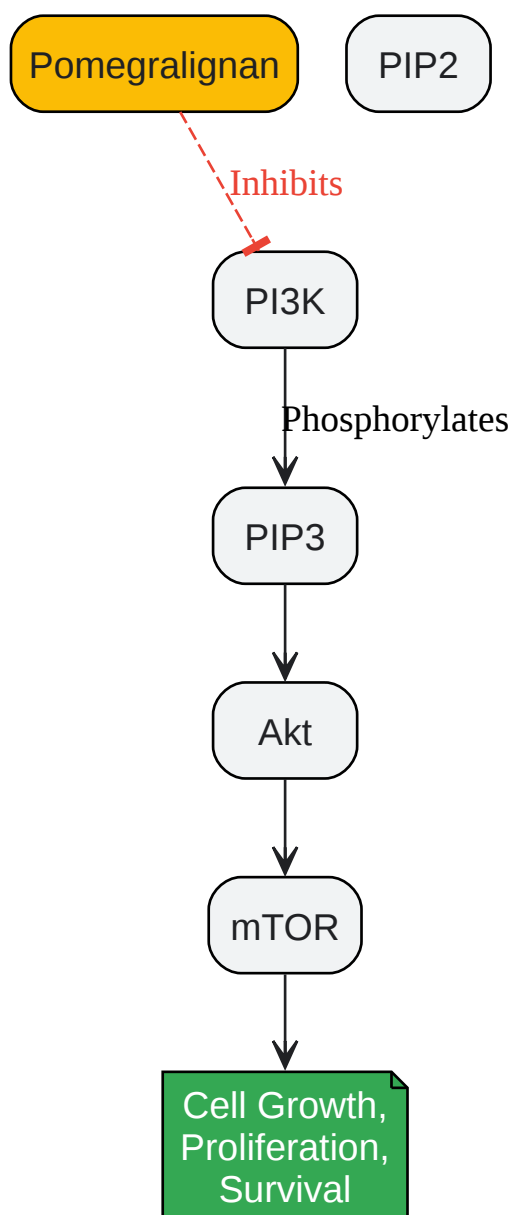 Pomegralignan
PIP2
Inhibits
PI3K
Phosphorylates
PIP3
Akt
mTOR
Cell Growth,
Proliferation,
Survival